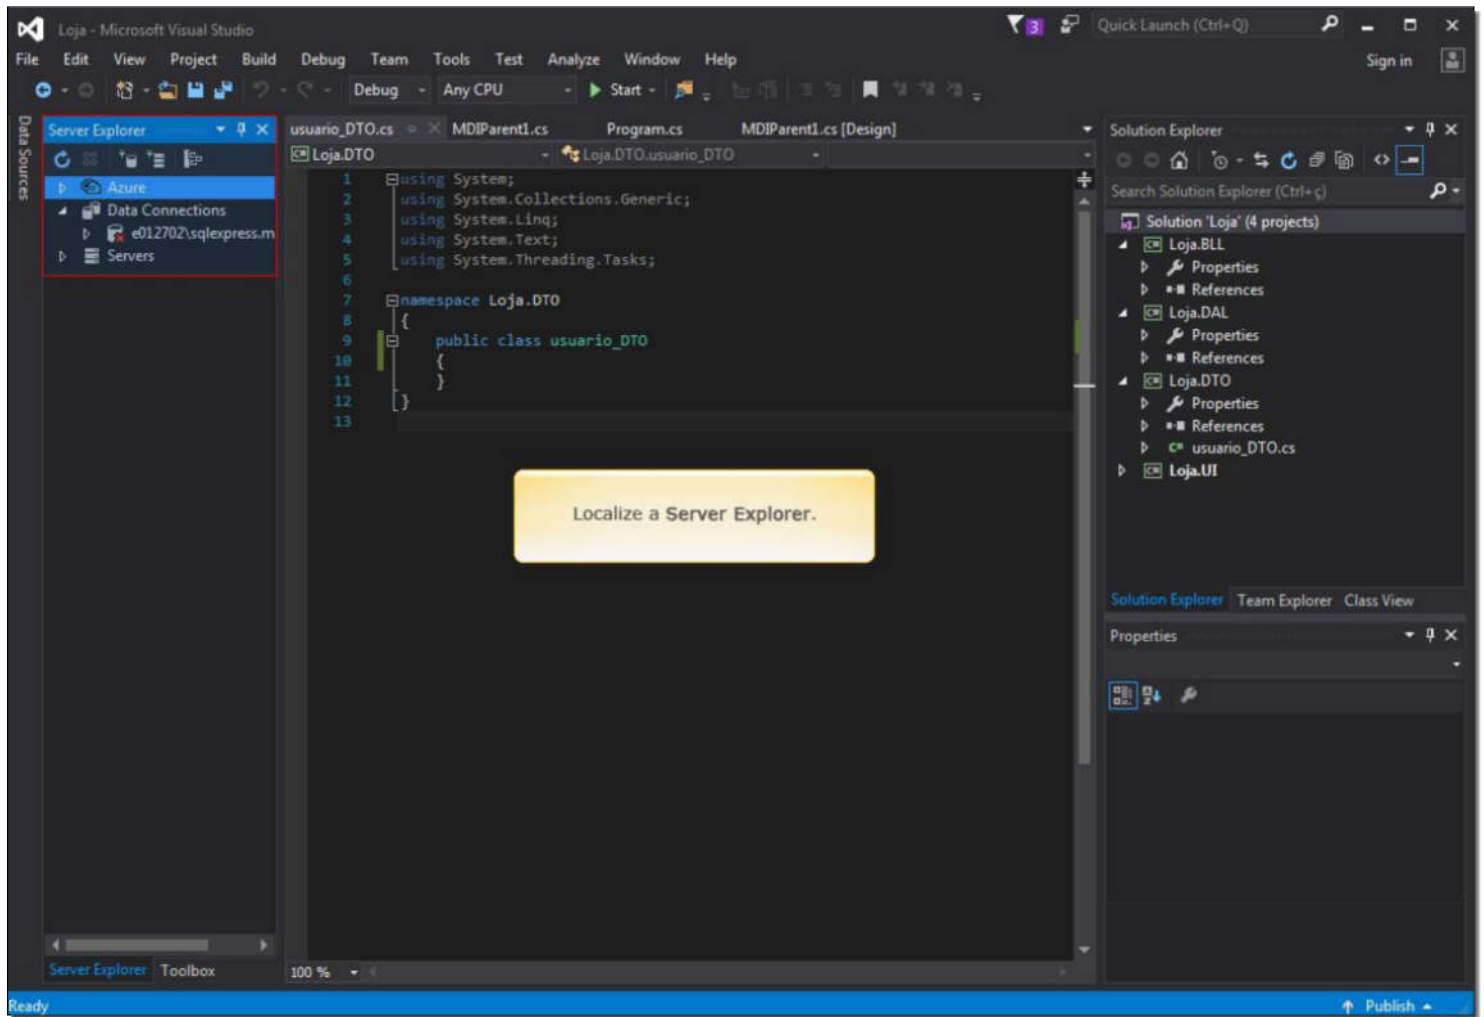 Loja - Microsoft Visual Studio
3
Quick Launch (Ctrl+Q)
File Edit View Project Build Debug Team Tools Test Analyze Window Help
Sign in
Debug Any CPU Start
Data Sources
Server Explorer
Azure
Data Connections
e012702\sqlexpress.m
Servers
Server Explorer Toolbox
usuario_DTO.cs MDIParent1.cs Program.cs MDIParent1.cs [Design]
Loja.DTO Loja.DTO.usuario_DTO
1 using System;
2 using System.Collections.Generic;
3 using System.Linq;
4 using System.Text;
5 using System.Threading.Tasks;
6
7 namespace Loja.DTO
8 {
9 public class usuario_DTO
10 {
11 }
12 }
13
Localize a Server Explorer.
100 %
Solution Explorer
Search Solution Explorer (Ctrl+ç)
Solution 'Loja' (4 projects)
Loja.BLL
Properties
References
Loja.DAL
Properties
References
Loja.DTO
Properties
References
usuario_DTO.cs
Loja.UI
Solution Explorer Team Explorer Class View
Properties
Ready
Publish